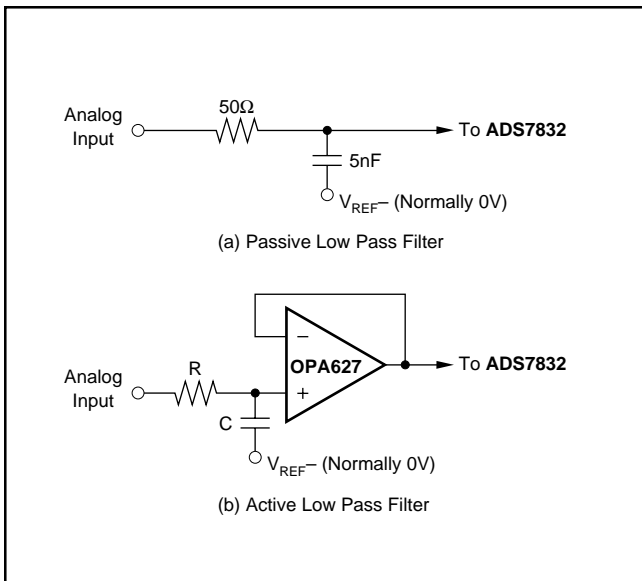 50Ω
Analog
Input
To ADS7832
5nF
VREF– (Normally 0V)
(a) Passive Low Pass Filter
–
OPA627
+
R
Analog
Input
To ADS7832
C
VREF– (Normally 0V)
(b) Active Low Pass Filter